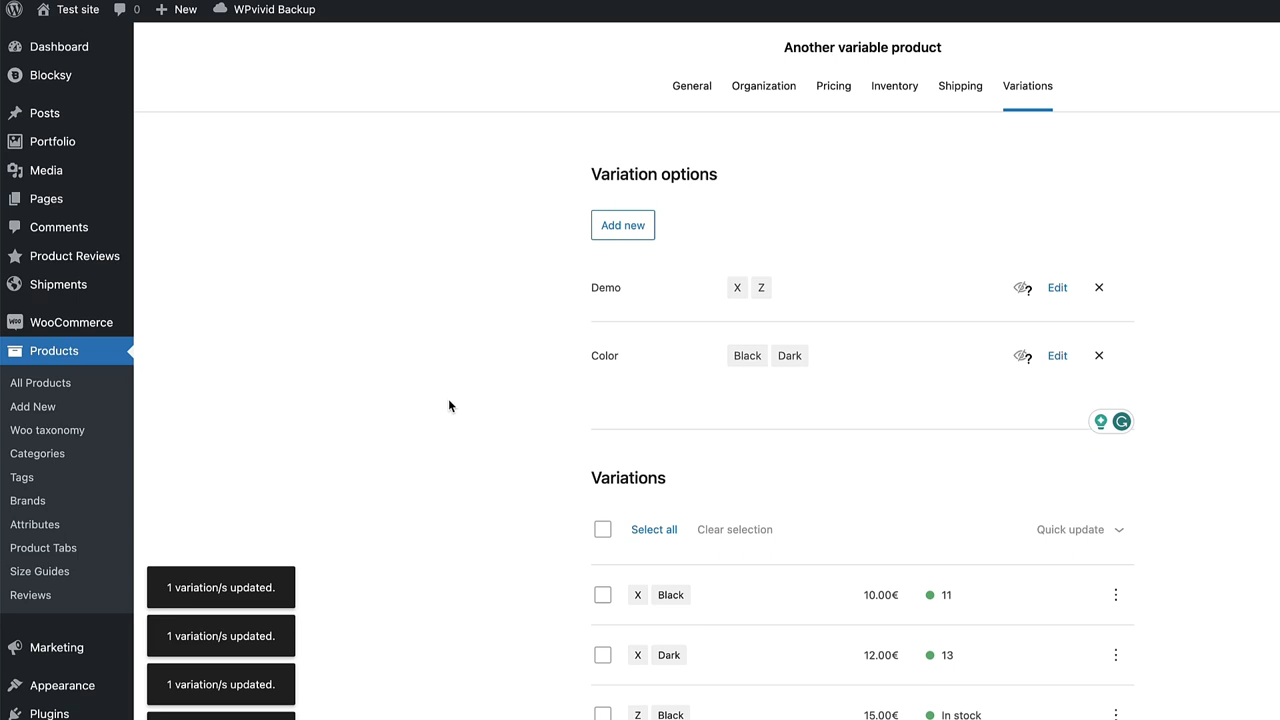 Test site 0 New WPvivid Backup
Dashboard
Blocksy
Posts
Portfolio
Media
Pages
Comments
Product Reviews
Shipments
WooCommerce
Products
All Products
Add New
Woo taxonomy
Categories
Tags
Brands
Attributes
Product Tabs
Size Guides
Reviews
Marketing
Appearance
Plugins
Another variable product
General Organization Pricing Inventory Shipping Variations
Variation options
Add new
Demo X Z ? Edit ×
Color Black Dark ? Edit ×
Variations
Select all Clear selection Quick update
X Black 10.00€ 11
X Dark 12.00€ 13
Z Black 15.00€ In stock
1 variation/s updated.
1 variation/s updated.
1 variation/s updated.